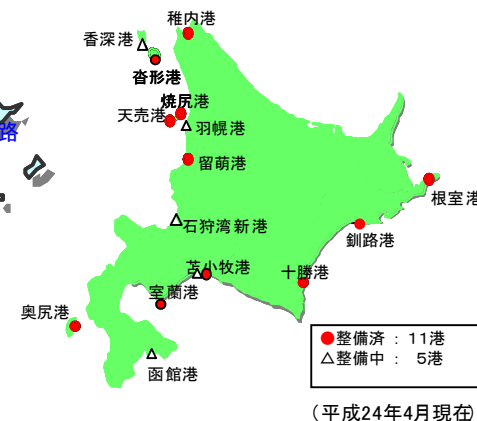 稚内港
香深港
沓形港
焼尻港
天売港
羽幌港
路
留萌港
根室港
石狩湾新港
釧路港
苫小牧港
十勝港
室蘭港
奥尻港
●整備済 : 11港
△整備中 : 5港
函館港
(平成24年4月現在)